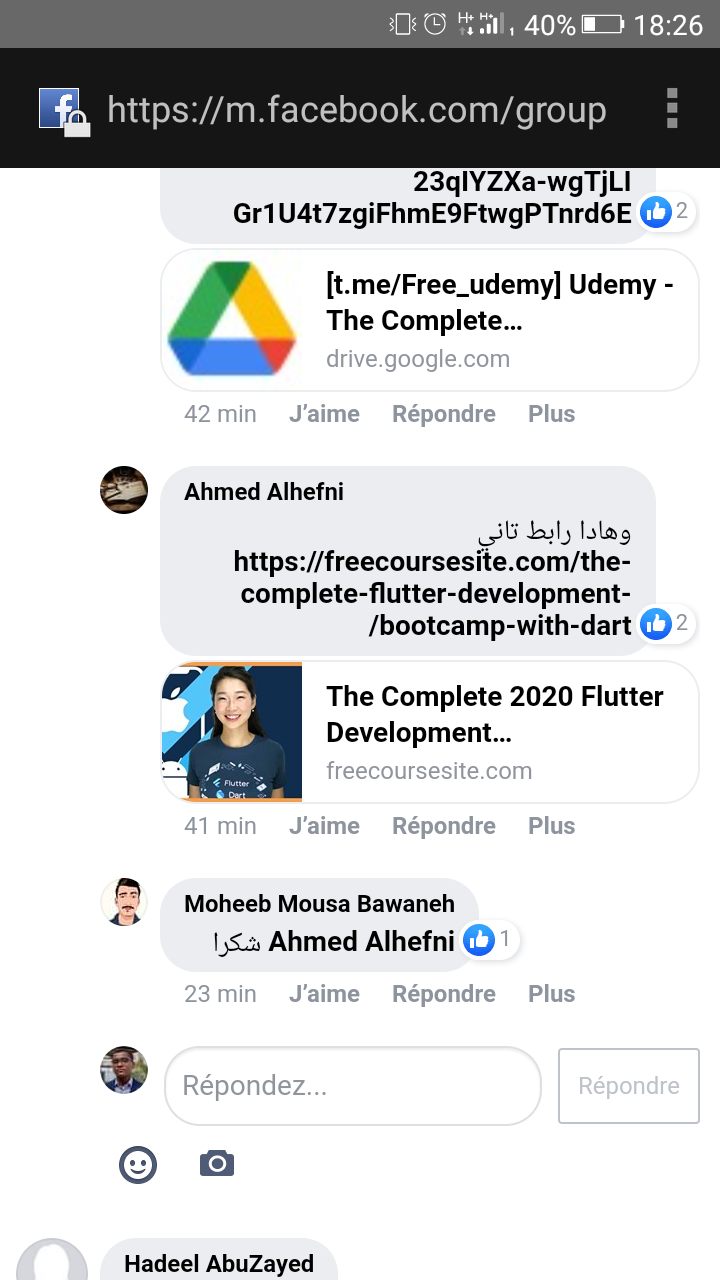 40% 18:26
https://m.facebook.com/group
23qIYZXa-wgTjLI
Gr1U4t7zgiFhmE9FtwgPTnrd6E
2
[t.me/Free_udemy] Udemy -
The Complete...
drive.google.com
42 min J'aime Répondre Plus
Ahmed Alhefni
وهادا رابط تاني
https://freecoursesite.com/the-
complete-flutter-development-
/bootcamp-with-dart
2
Flutter
Dart
The Complete 2020 Flutter
Development...
freecoursesite.com
41 min J'aime Répondre Plus
Moheeb Mousa Bawaneh
Ahmed Alhefni شكرا
1
23 min J'aime Répondre Plus
Répondez...
Répondre
Hadeel AbuZayed